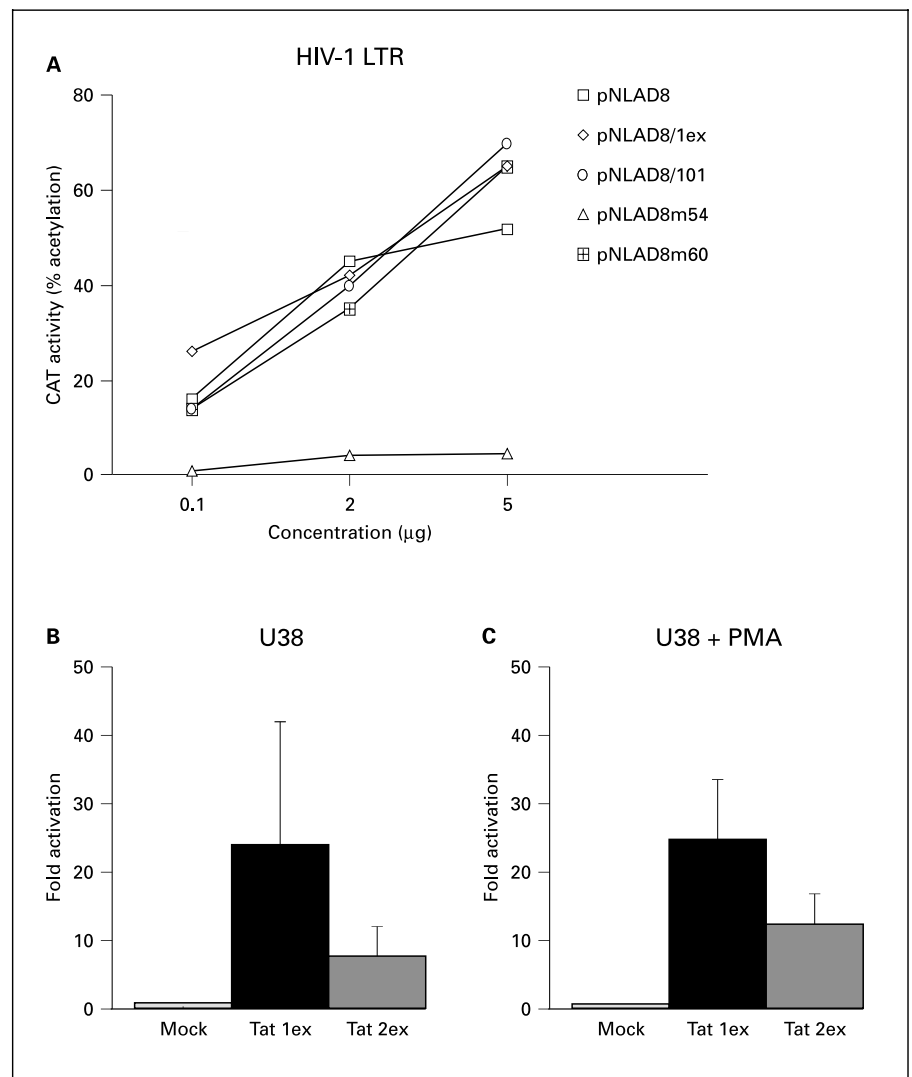 A
HIV-1 LTR
CAT activity (% acetylation)
80
60
40
20
0
0.1
2
5
Concentration (μg)
pNLAD8
pNLAD8/1ex
pNLAD8/101
pNLAD8m54
pNLAD8m60
B
U38
Fold activation
50
40
30
20
10
0
Mock
Tat 1ex
Tat 2ex
C
U38 + PMA
Fold activation
50
40
30
20
10
0
Mock
Tat 1ex
Tat 2ex